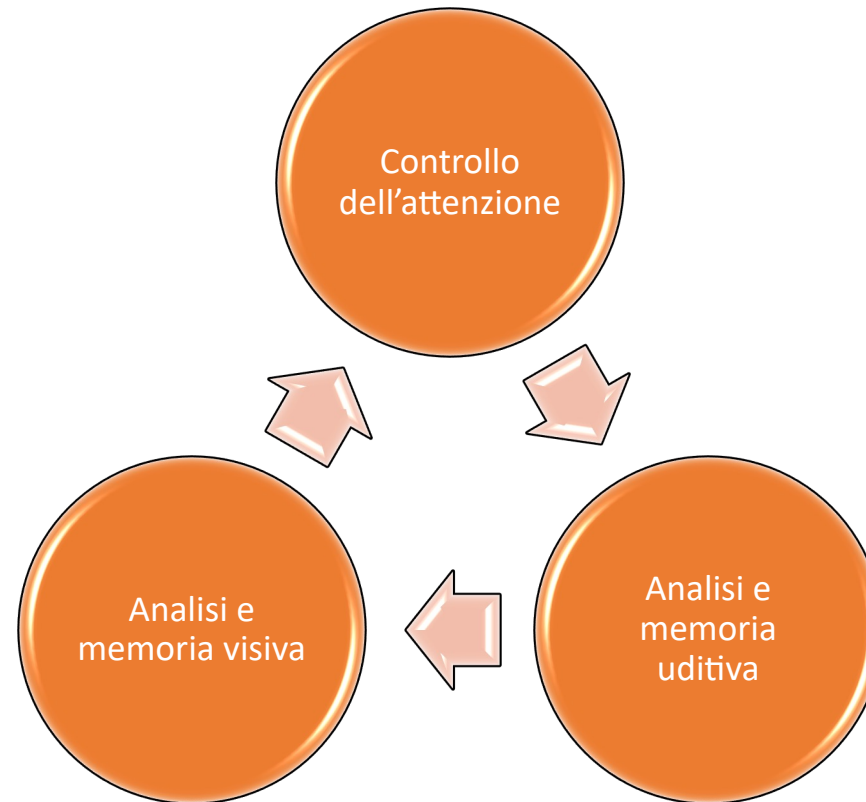 Controllo
dell’attenzione
Analisi e
memoria visiva
Analisi e
memoria
uditiva